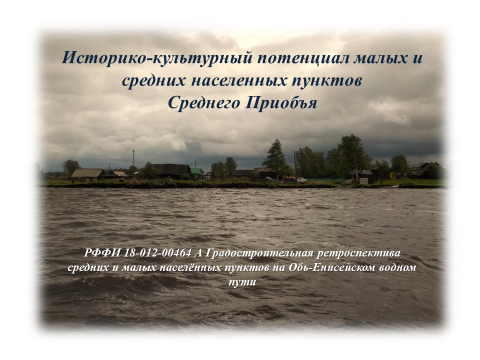 Историко-культурный потенциал малых и
средних населенных пунктов
Среднего Приобъя
РФФИ 18-012-00464 А Градостроительная ретроспектива
средних и малых населённых пунктов на Обь-Енисейском водном
пути